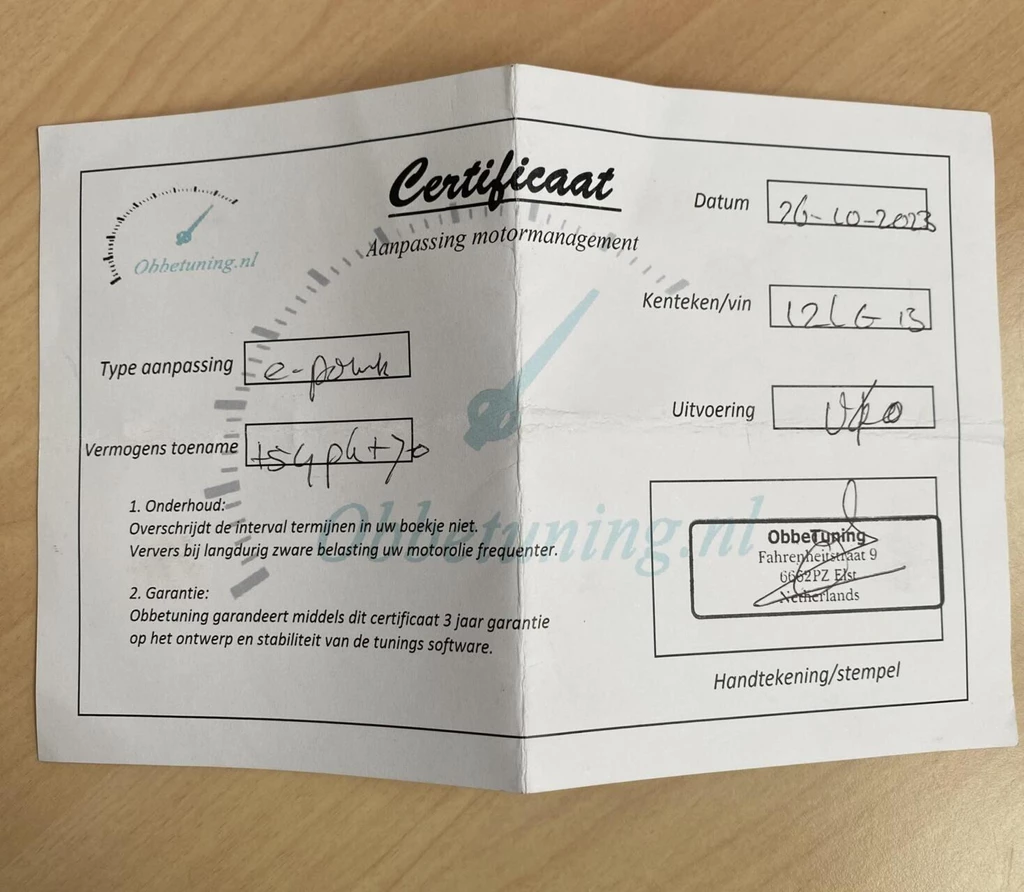 Certificaat
Aanpassing motormanagement
Obbetuning.nl
Datum 26-10-2023
Kenteken/vin
Type aanpassing
Uitvoering
Vermogens toename +54 pk +70
1. Onderhoud:
Overschrijdt de interval termijnen in uw boekje niet.
Ververs bij langdurig zware belasting uw motorolie frequenter.
2. Garantie:
Obbetuning garandeert middels dit certificaat 3 jaar garantie
op het ontwerp en stabiliteit van de tunings software.
Obbetuning.nl
ObbeTuning
Fahrenheitstraat 9
6662PZ Elst
Netherlands
Handtekening/stempel